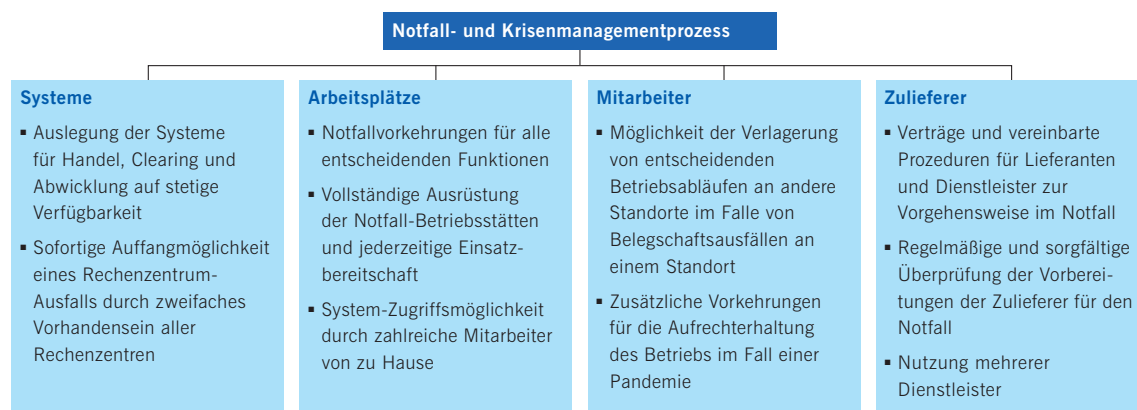 Notfall- und Krisenmanagementprozess
Systeme
▪ Auslegung der Systeme
für Handel, Clearing und
Abwicklung auf stetige
Verfügbarkeit
▪ Sofortige Auffangmöglichkeit
eines Rechenzentrum-
Ausfalls durch zweifaches
Vorhandensein aller
Rechenzentren
Arbeitsplätze
▪ Notfallvorkehrungen für alle
entscheidenden Funktionen
▪ Vollständige Ausrüstung
der Notfall-Betriebsstätten
und jederzeitige Einsatz-
bereitschaft
▪ System-Zugriffsmöglichkeit
durch zahlreiche Mitarbeiter
von zu Hause
Mitarbeiter
▪ Möglichkeit der Verlagerung
von entscheidenden
Betriebsabläufen an andere
Standorte im Falle von
Belegschaftsausfällen an
einem Standort
▪ Zusätzliche Vorkehrungen
für die Aufrechterhaltung
des Betriebs im Fall einer
Pandemie
Zulieferer
▪ Verträge und vereinbarte
Prozeduren für Lieferanten
und Dienstleister zur
Vorgehensweise im Notfall
▪ Regelmäßige und sorgfältige
Überprüfung der Vorberei-
tungen der Zulieferer für den
Notfall
▪ Nutzung mehrerer
Dienstleister